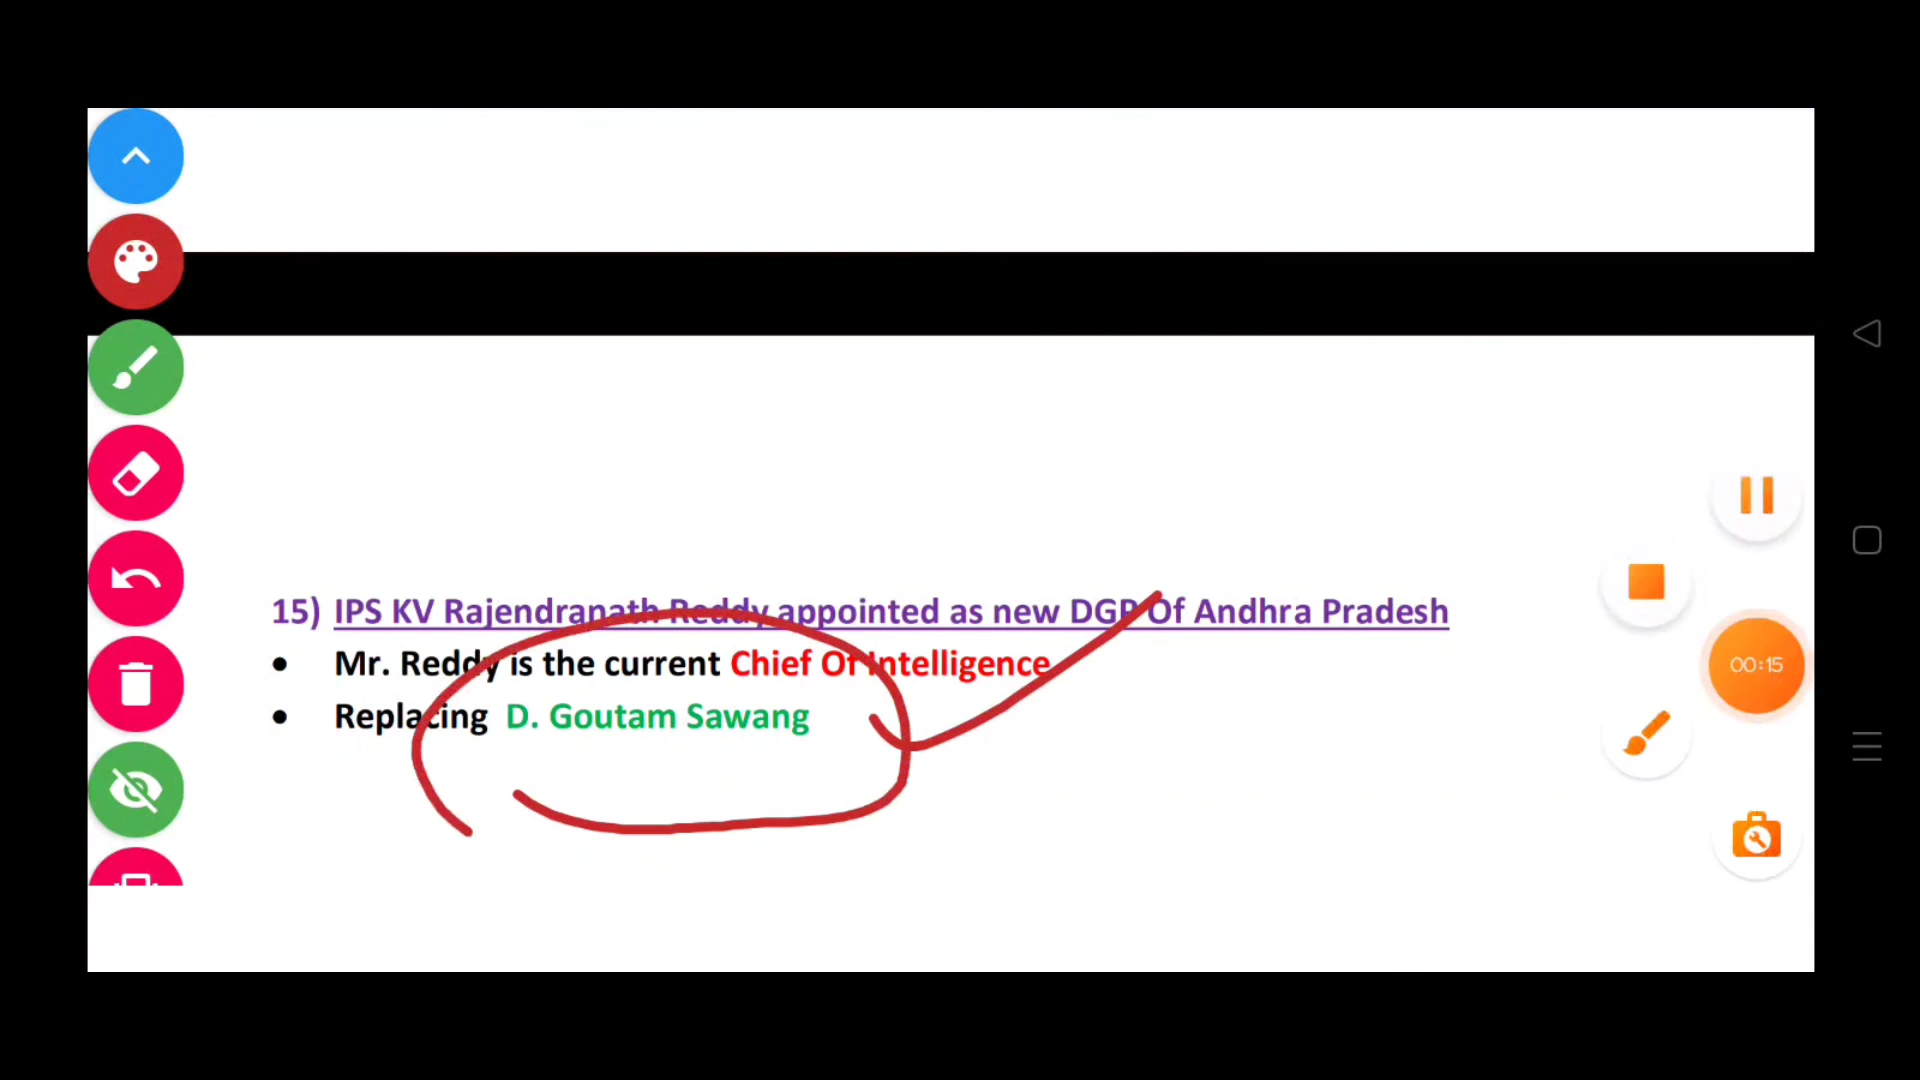 15) IPS KV Rajendranath Reddy appointed as new DGP Of Andhra Pradesh
• Mr. Reddy is the current Chief Of Intelligence
• Replacing D. Goutam Sawang
00:15